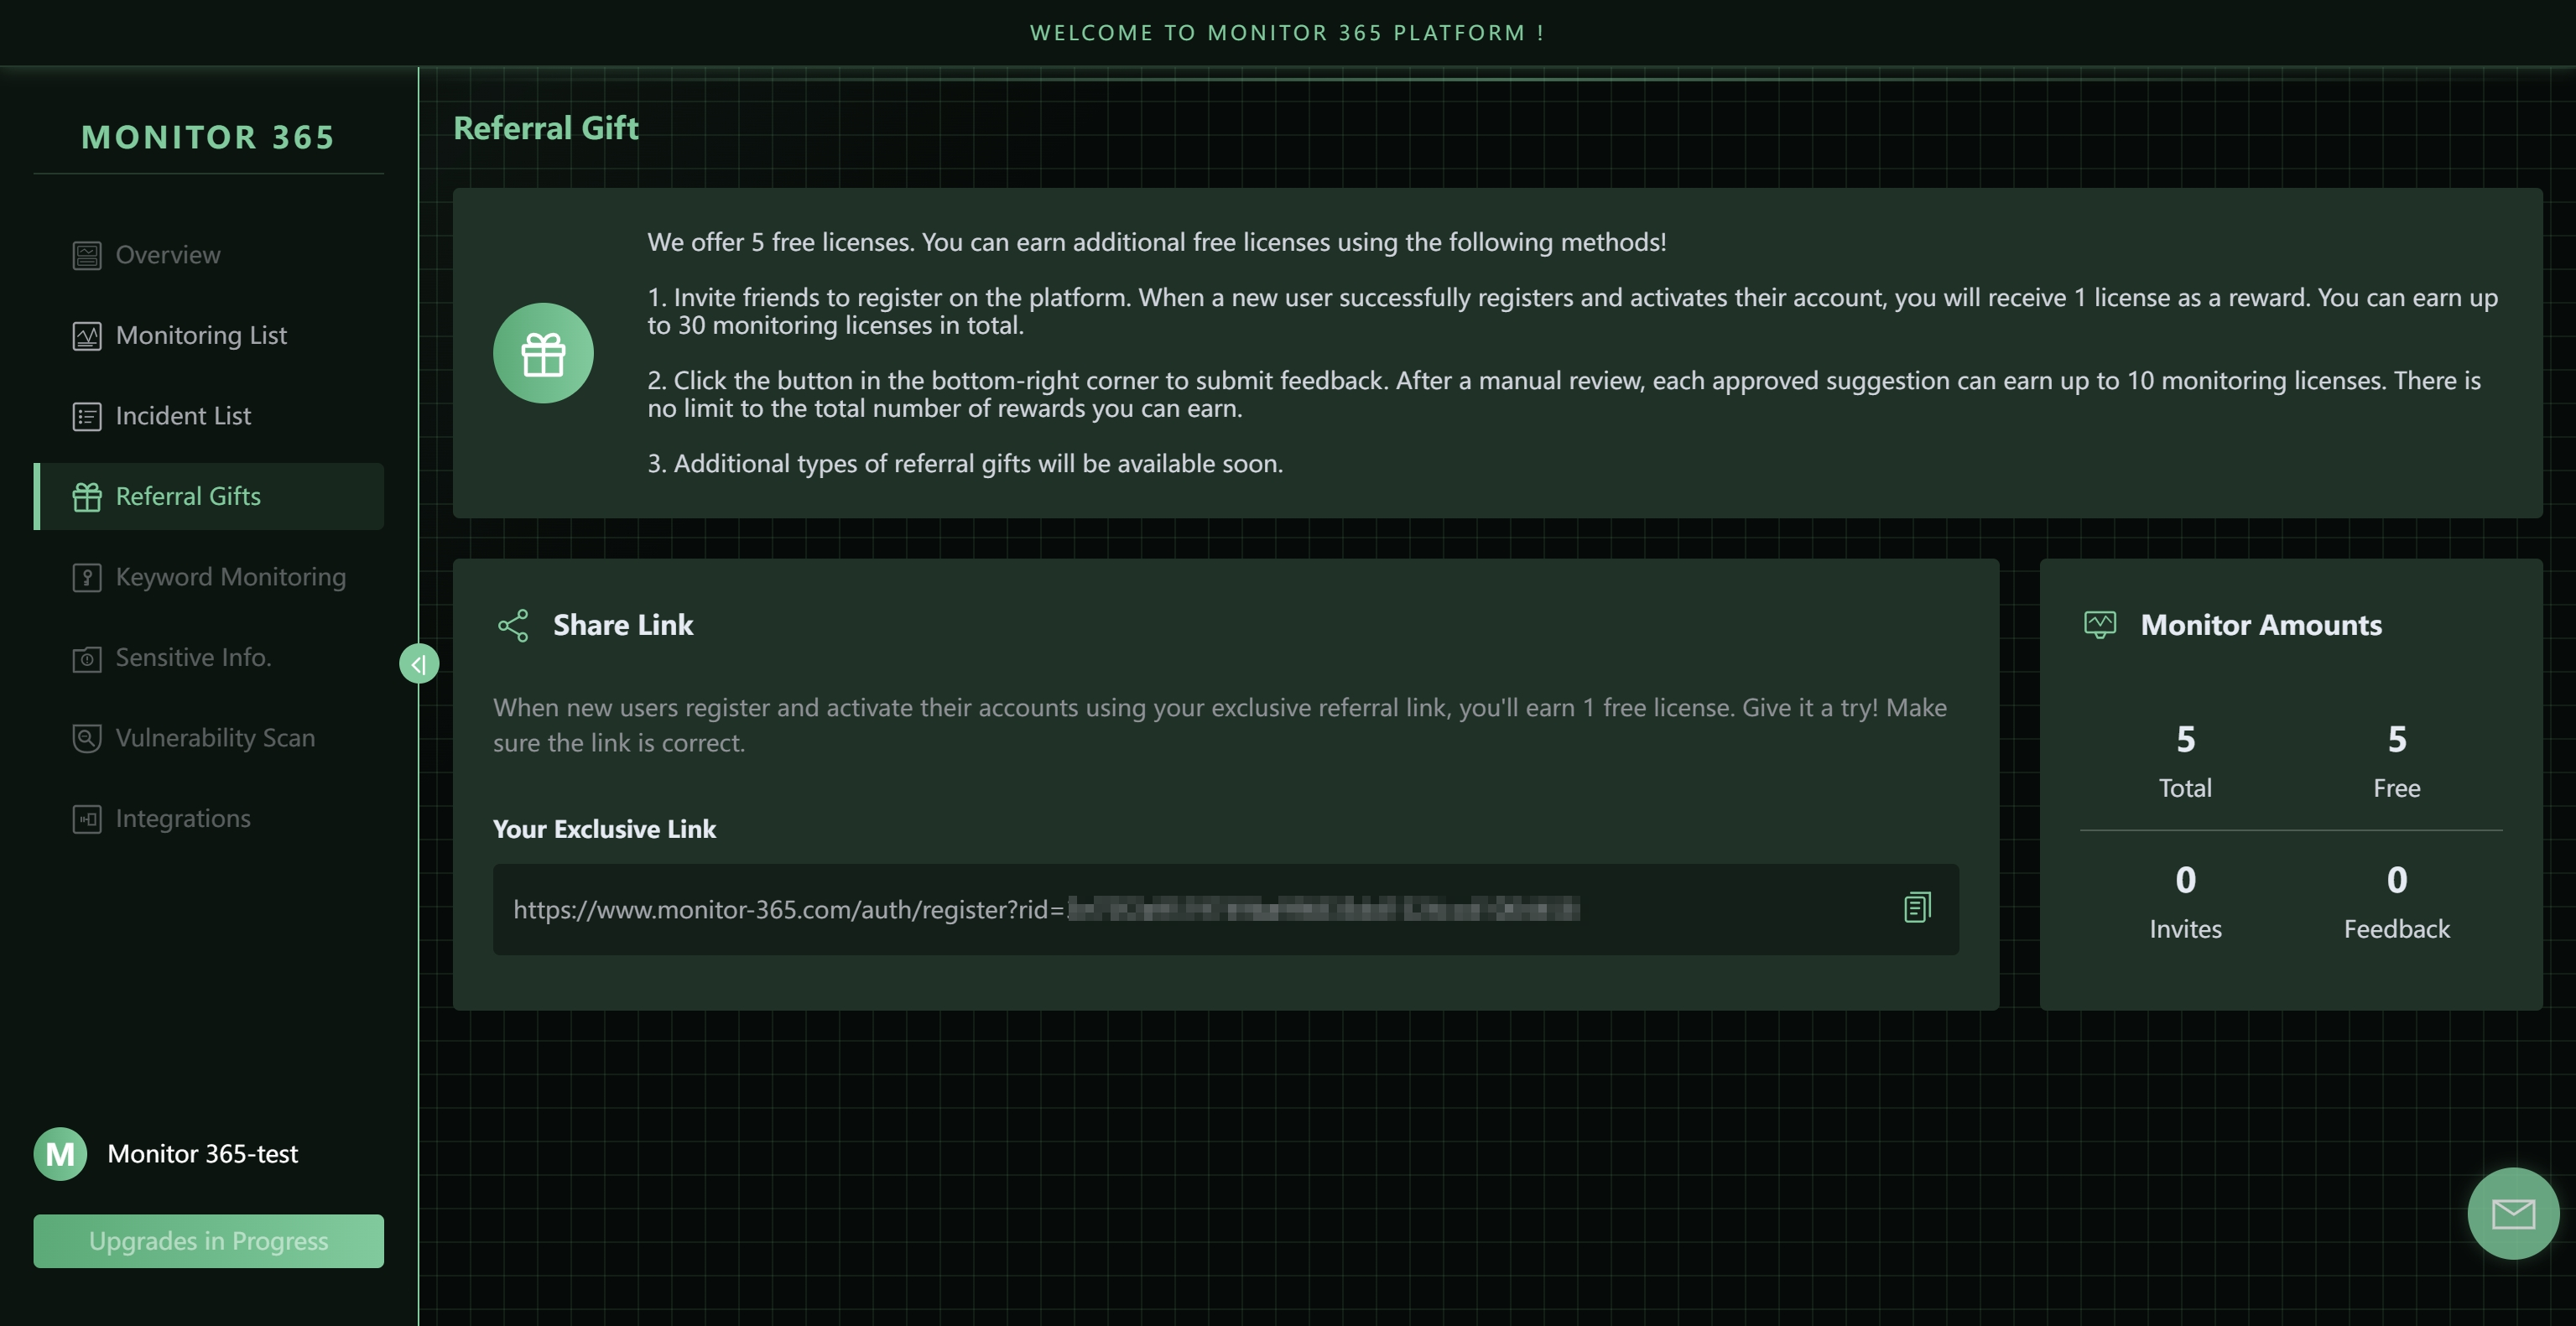 WELCOME TO MONITOR 365 PLATFORM !
MONITOR 365
Overview
Monitoring List
Incident List
Referral Gifts
Keyword Monitoring
Sensitive Info.
Vulnerability Scan
Integrations
M
Monitor 365-test
Upgrades in Progress
Referral Gift
We offer 5 free licenses. You can earn additional free licenses using the following methods!
1. Invite friends to register on the platform. When a new user successfully registers and activates their account, you will receive 1 license as a reward. You can earn up
to 30 monitoring licenses in total.
2. Click the button in the bottom-right corner to submit feedback. After a manual review, each approved suggestion can earn up to 10 monitoring licenses. There is
no limit to the total number of rewards you can earn.
3. Additional types of referral gifts will be available soon.
Share Link
When new users register and activate their accounts using your exclusive referral link, you'll earn 1 free license. Give it a try! Make
sure the link is correct.
Your Exclusive Link
https://www.monitor-365.com/auth/register?rid=
Monitor Amounts
5 5
Total Free
0 0
Invites Feedback